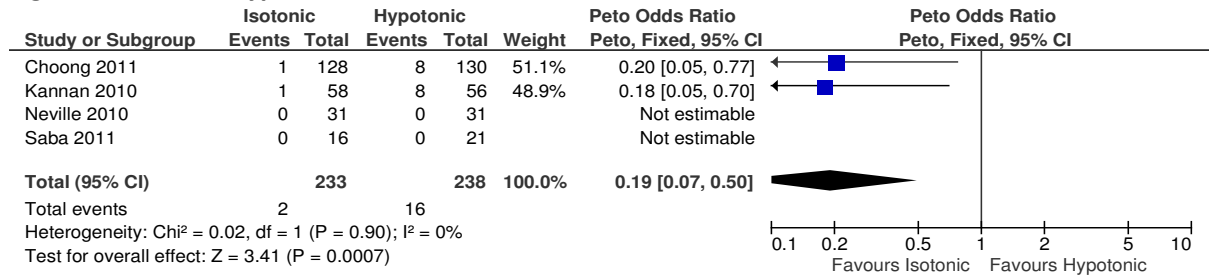 Isotonic Hypotonic Peto Odds Ratio Peto Odds Ratio
Study or Subgroup Events Total Events Total Weight Peto, Fixed, 95% CI Peto, Fixed, 95% CI
Choong 2011 1 128 8 130 51.1% 0.20 [0.05, 0.77]
Kannan 2010 1 58 8 56 48.9% 0.18 [0.05, 0.70]
Neville 2010 0 31 0 31 Not estimable
Saba 2011 0 16 0 21 Not estimable
Total (95% CI) 233 238 100.0% 0.19 [0.07, 0.50]
Total events 2 16
Heterogeneity: Chi² = 0.02, df = 1 (P = 0.90); I² = 0%
Test for overall effect: Z = 3.41 (P = 0.0007)
0.1 0.2 0.5 1 2 5 10
Favours Isotonic Favours Hypotonic